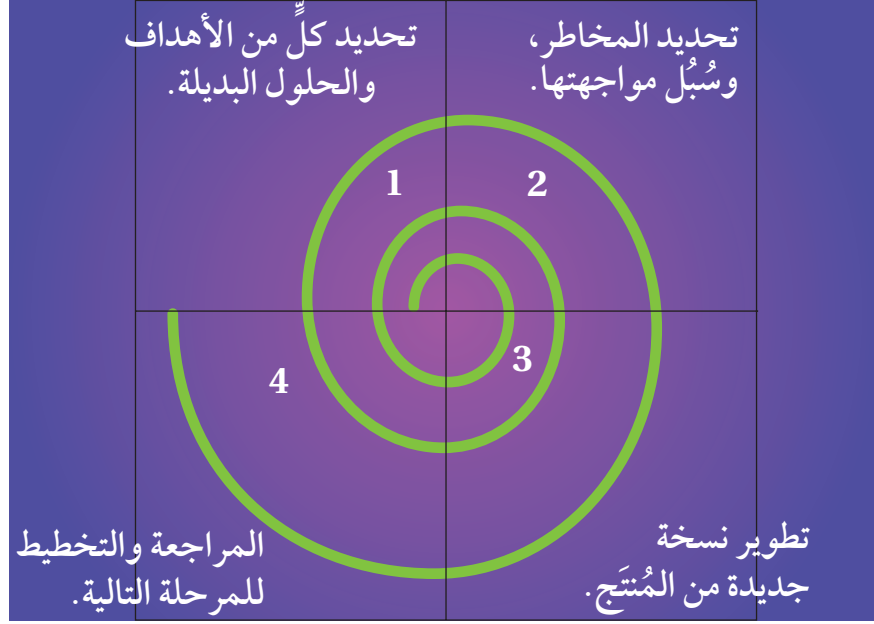 تحديد كلٍّ من الأهداف
والحلول البديلة.
تحديد المخاطر،
وسُبُل مواجهتها.
1
2
3
4
تطوير نسخة
جديدة من المُنتَج.
المراجعة والتخطيط
للمرحلة التالية.